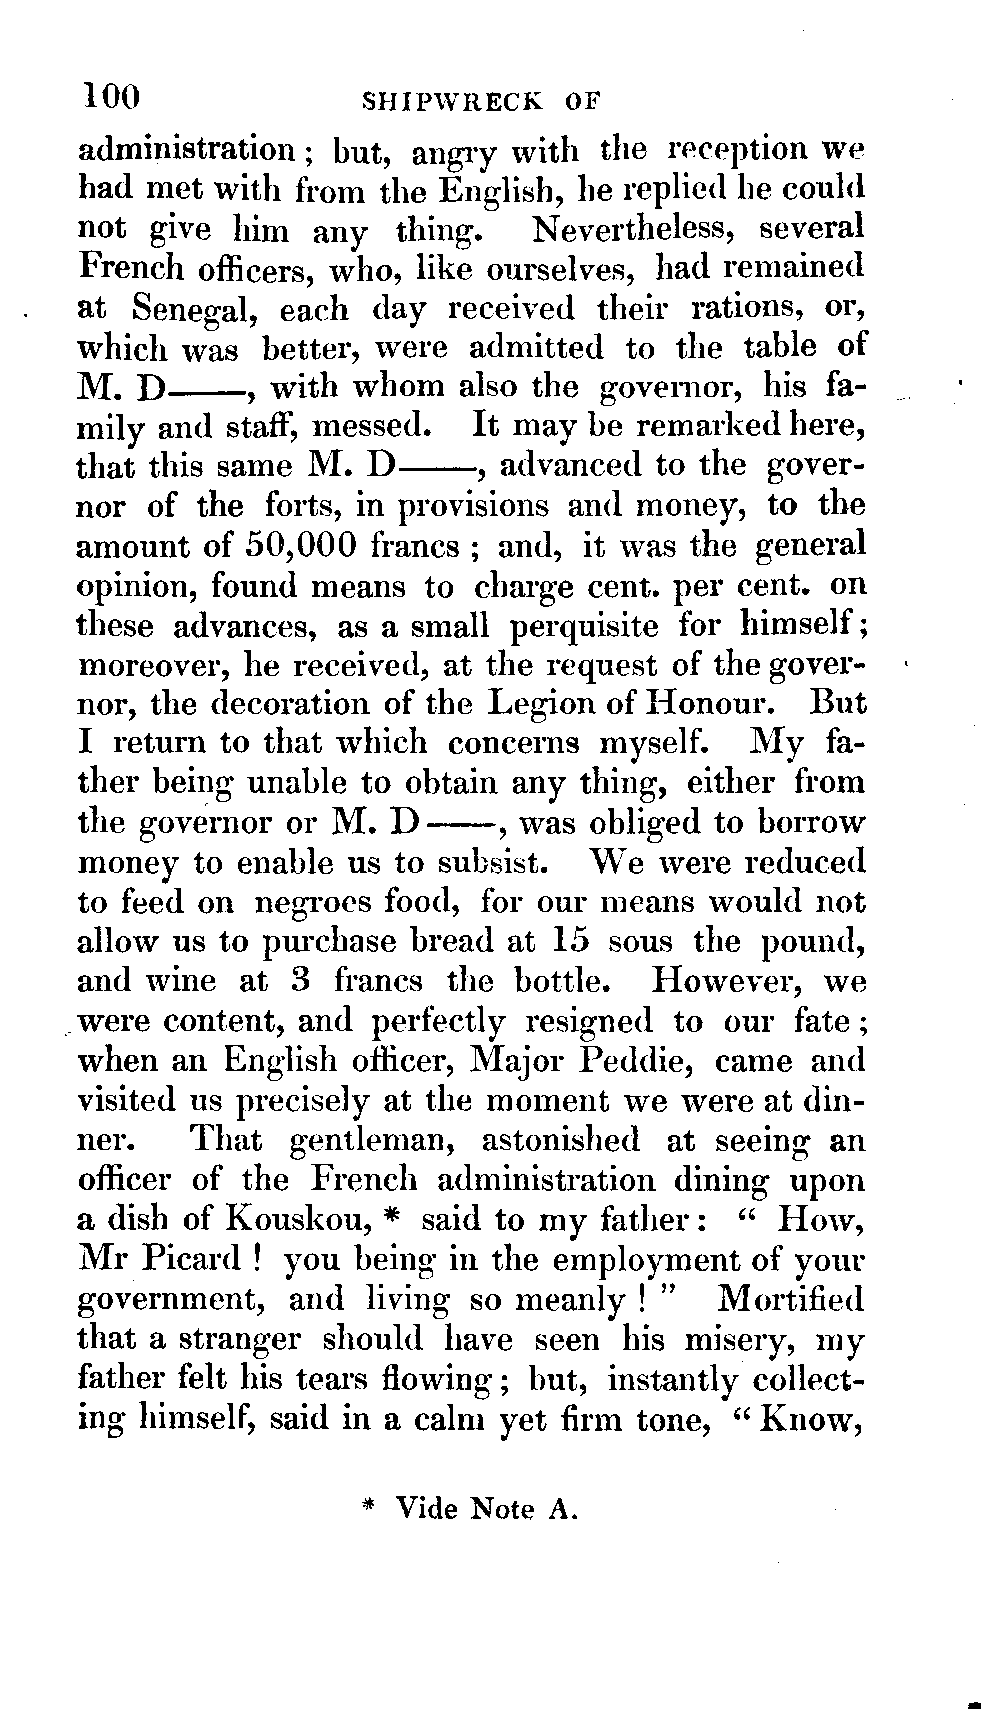 100 SHIPWRECK OF
administration ; but, angry with the reception we
had met with from the English, he replied he could
not give him any thing. Nevertheless, several
French officers, who, like ourselves, had remained
at Senegal, each day received their rations, or,
which was better, were admitted to the table of
M. D——, with whom also the governor, his fa-
mily and staff, messed. It may be remarked here,
that this same M. D——, advanced to the gover-
nor of the forts, in provisions and money, to the
amount of 50,000 francs ; and, it was the general
opinion, found means to charge cent. per cent. on
these advances, as a small perquisite for himself ;
moreover, he received, at the request of the gover-
nor, the decoration of the Legion of Honour. But
I return to that which concerns myself. My fa-
ther being unable to obtain any thing, either from
the governor or M. D——, was obliged to borrow
money to enable us to subsist. We were reduced
to feed on negroes food, for our means would not
allow us to purchase bread at 15 sous the pound,
and wine at 3 francs the bottle. However, we
were content, and perfectly resigned to our fate ;
when an English officer, Major Peddie, came and
visited us precisely at the moment we were at din-
ner. That gentleman, astonished at seeing an
officer of the French administration dining upon
a dish of Kouskou, * said to my father : “ How,
Mr Picard ! you being in the employment of your
government, and living so meanly ! ” Mortified
that a stranger should have seen his misery, my
father felt his tears flowing ; but, instantly collect-
ing himself, said in a calm yet firm tone, “ Know,
* Vide Note A.